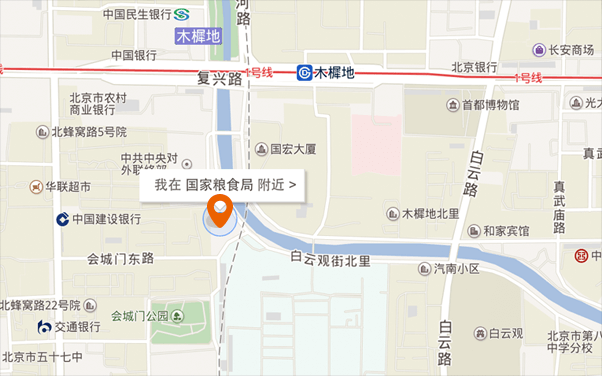 中国民生银行
河路
木樨地
中国银行
长安商场
木樨地
北京银行
1号线
1号线
复兴路
北京市农村
商业银行
首都博物馆
光大
北蜂窝路5号院
国宏大厦
真武
中共中央对
外联络部
白云路
真武庙路
我在 国家粮食局 附近 >
华联超市
中国建设银行
木樨地北里
和家宾馆
会城门东路
白云观街北里
中
汽南小区
北蜂窝路22号院
会城门公园
交通银行
白云路
白云观
北京市第八
中学分校
北京市五十七中